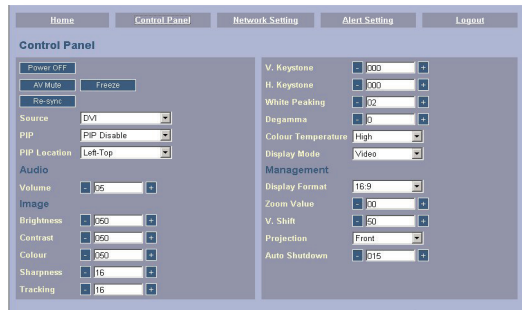 Home Control Panel Network Setting Alert Setting Logout
Control Panel
Power OFF
AV Mute Freeze
Re-sync
Source DVI
PIP PIP Disable
PIP Location Left-Top
Audio
Volume - 05 +
Image
Brightness - 050 +
Contrast - 050 +
Colour - 050 +
Sharpness - 16 +
Tracking - 16 +
V. Keystone - 000 +
H. Keystone - 000 +
White Peaking - 02 +
Degamma - 0 +
Colour Temperature High
Display Mode Video
Management
Display Format 16:9
Zoom Value - 00 +
V. Shift - 50 +
Projection Front
Auto Shutdown - 015 +